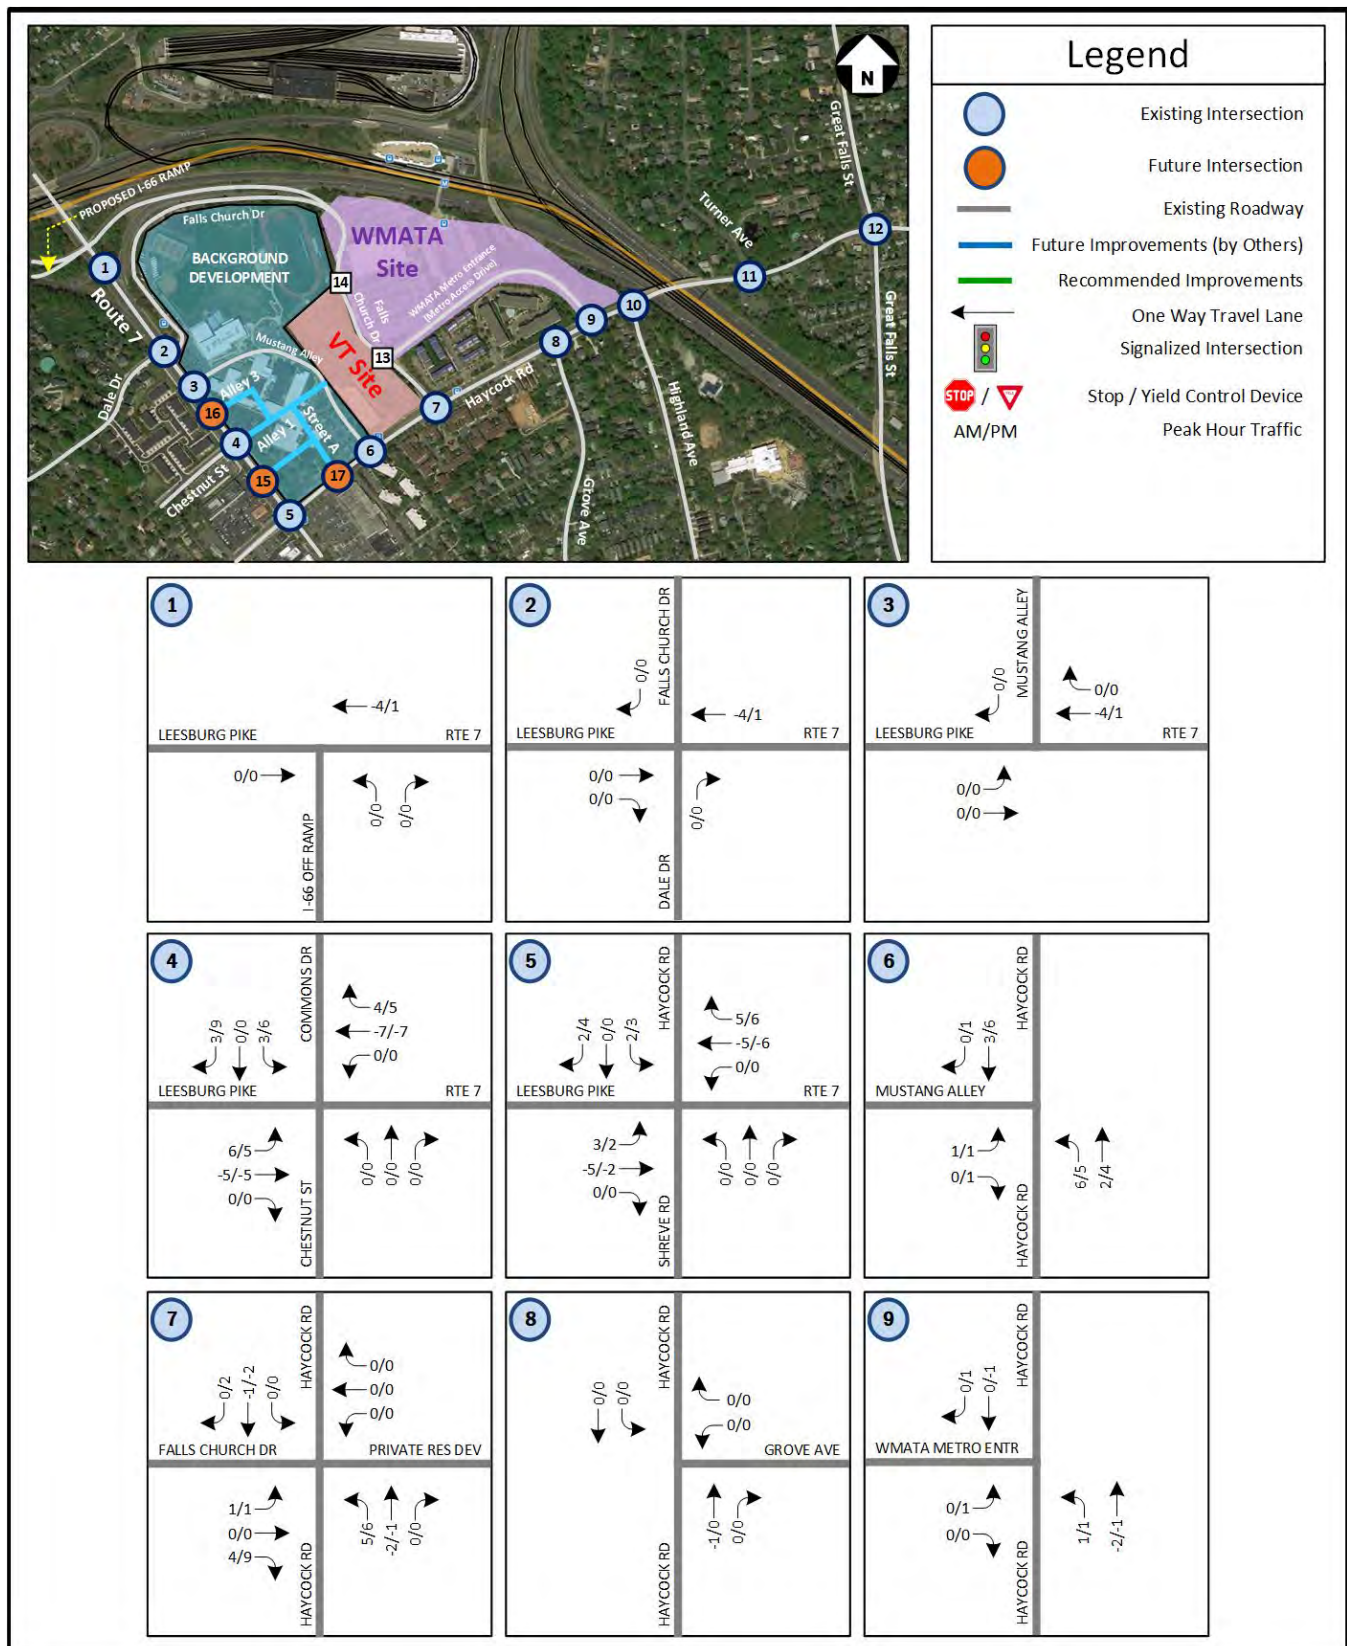 N
Great Falls St
PROPOSED I-66 RAMP
Falls Church Dr
Turner Ave
12
WMATA
Site
BACKGROUND
DEVELOPMENT
1
14
WMATA Metro Entrance
(Metro Access Drive)
11
Route 7
Falls
Church Dr
10
9
8
Great Falls St
Mustang Alley
2
13
VT Site
Dale Dr
3
Alley 3
7
Haycock Rd
Highland Ave
16
Street A
4
Alley 1
6
Chestnut St
15
17
Grove Ave
5
Legend
Existing Intersection
Future Intersection
Existing Roadway
Future Improvements (by Others)
Recommended Improvements
One Way Travel Lane
Signalized Intersection
STOP / Stop / Yield Control Device
AM/PM Peak Hour Traffic
1
-4/1
LEESBURG PIKE RTE 7
0/0
0/0
0/0
I-66 OFF RAMP
2
FALLS CHURCH DR
0/0
-4/1
LEESBURG PIKE RTE 7
0/0
0/0
0/0
DALE DR
3
MUSTANG ALLEY
0/0
0/0
-4/1
LEESBURG PIKE RTE 7
0/0
0/0
4
COMMONS DR
3/9
0/0
3/6
4/5
-7/-7
0/0
LEESBURG PIKE RTE 7
6/5
-5/-5
0/0
0/0
0/0
0/0
CHESTNUT ST
5
HAYCOCK RD
2/4
0/0
2/3
5/6
-5/-6
0/0
LEESBURG PIKE RTE 7
3/2
-5/-2
0/0
0/0
0/0
0/0
SHREVE RD
6
HAYCOCK RD
0/1
3/6
MUSTANG ALLEY
1/1
0/1
6/5
2/4
HAYCOCK RD
7
HAYCOCK RD
0/2
-1/-2
0/0
0/0
0/0
0/0
FALLS CHURCH DR PRIVATE RES DEV
1/1
0/0
4/9
5/6
-2/-1
0/0
HAYCOCK RD
8
HAYCOCK RD
0/0
0/0
0/0
0/0
GROVE AVE
-1/0
0/0
HAYCOCK RD
9
HAYCOCK RD
0/1
0/-1
WMATA METRO ENTR
0/1
0/0
1/1
-2/-1
HAYCOCK RD